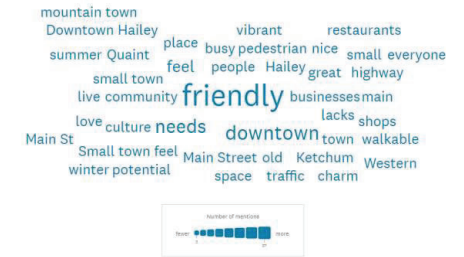 mountain town
Downtown Hailey vibrant restaurants
place busy pedestrian nice
summer Quaint small everyone
feel people Hailey great highway
small town
live community friendly businesses main
love culture needs lacks shops
Main St downtown town walkable
Small town feel Main Street old Ketchum Western
winter potential space traffic charm
Number of mentions
fewer more